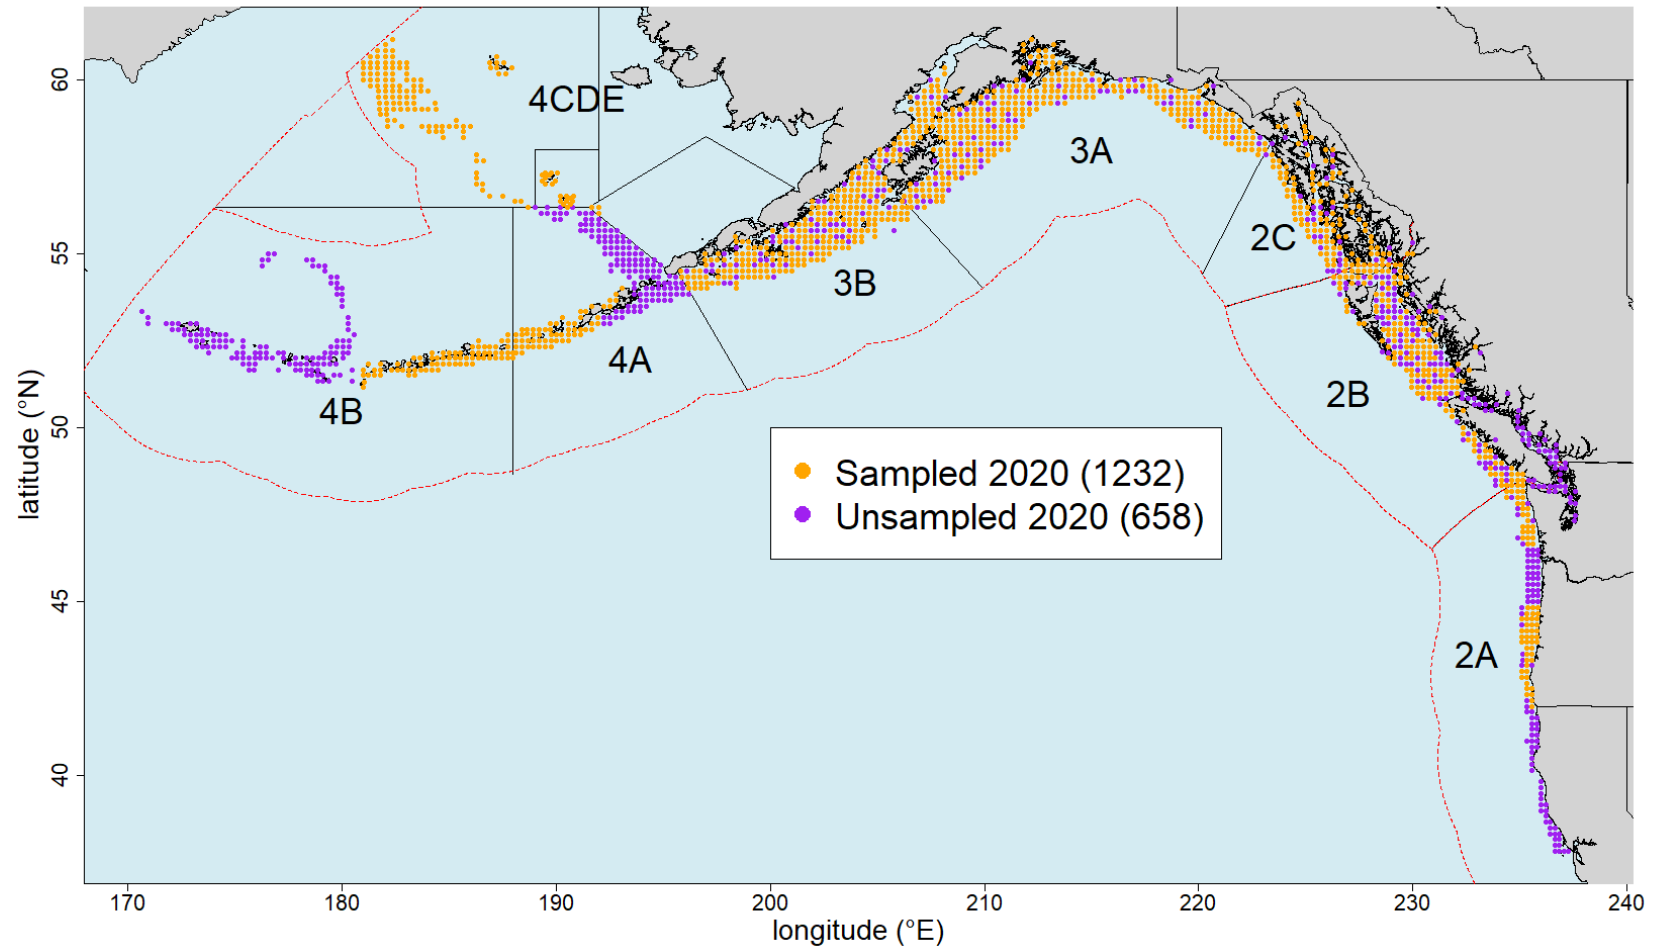 60
55
50
45
40
latitude (°N)
4CDE
3A
2C
3B
4A
4B
2B
2A
Sampled 2020 (1232)
Unsampled 2020 (658)
170 180 190 200 210 220 230 240
longitude (°E)